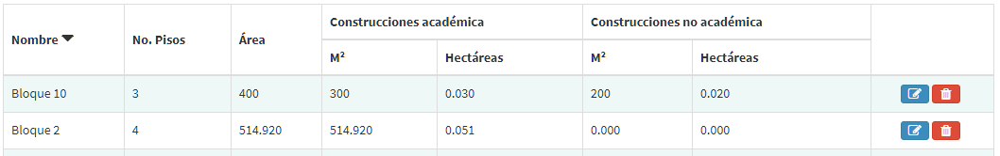 Nombre No. Pisos Área Construcciones académica Construcciones no académica
M² Hectáreas M² Hectáreas
Bloque 10 3 400 300 0.030 200 0.020
Bloque 2 4 514.920 514.920 0.051 0.000 0.000